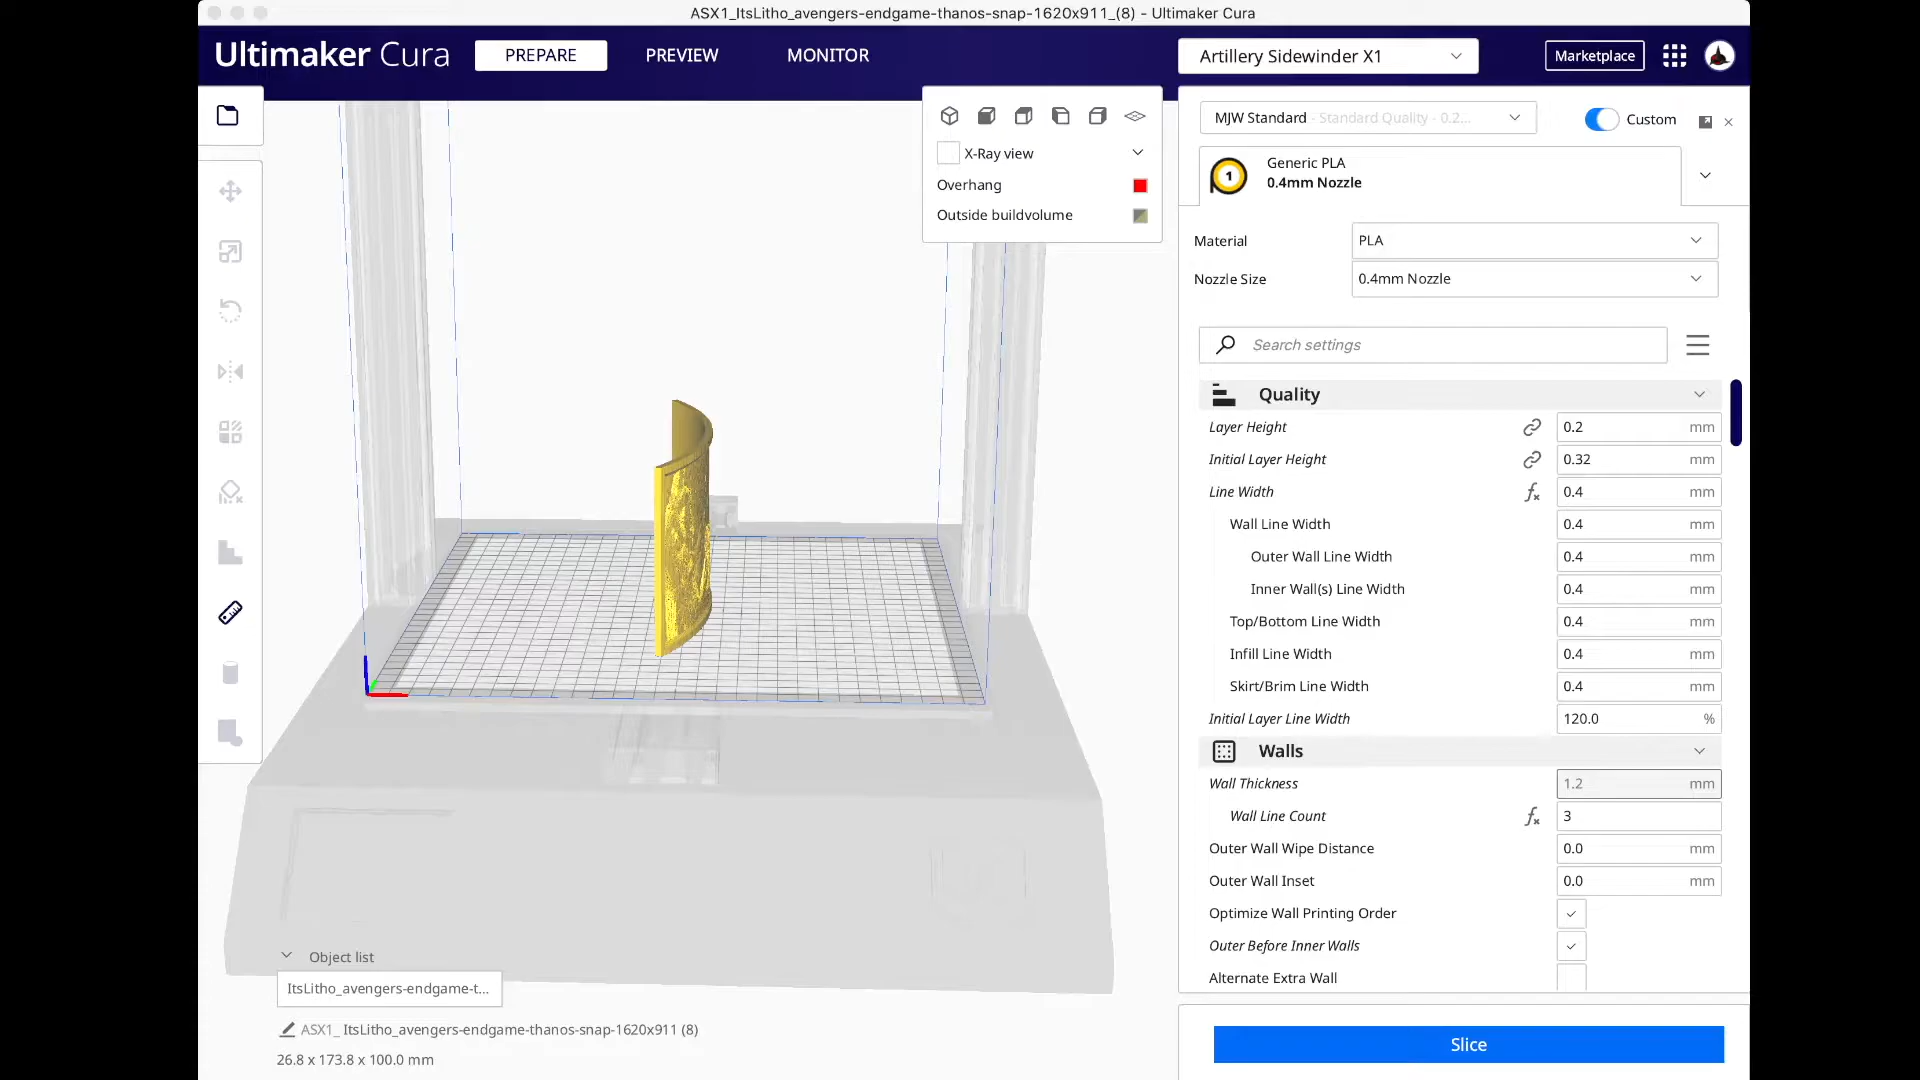 ASX1_ItsLitho_avengers-endgame-thanos-snap-1620x911_(8) - Ultimaker Cura
Ultimaker Cura
PREPARE
PREVIEW
MONITOR
Artillery Sidewinder X1
Marketplace
X-Ray view
Overhang
Outside buildvolume
MJW Standard - Standard Quality - 0.2...
Custom
1
Generic PLA
0.4mm Nozzle
Material
PLA
Nozzle Size
0.4mm Nozzle
Search settings
Quality
Layer Height 0.2 mm
Initial Layer Height 0.32 mm
Line Width 0.4 mm
Wall Line Width 0.4 mm
Outer Wall Line Width 0.4 mm
Inner Wall(s) Line Width 0.4 mm
Top/Bottom Line Width 0.4 mm
Infill Line Width 0.4 mm
Skirt/Brim Line Width 0.4 mm
Initial Layer Line Width 120.0 %
Walls
Wall Thickness 1.2 mm
Wall Line Count 3
Outer Wall Wipe Distance 0.0 mm
Outer Wall Inset 0.0 mm
Optimize Wall Printing Order
Outer Before Inner Walls
Alternate Extra Wall
Slice
Object list
ItsLitho_avengers-endgame-t...
ASX1_ ItsLitho_avengers-endgame-thanos-snap-1620x911 (8)
26.8 x 173.8 x 100.0 mm